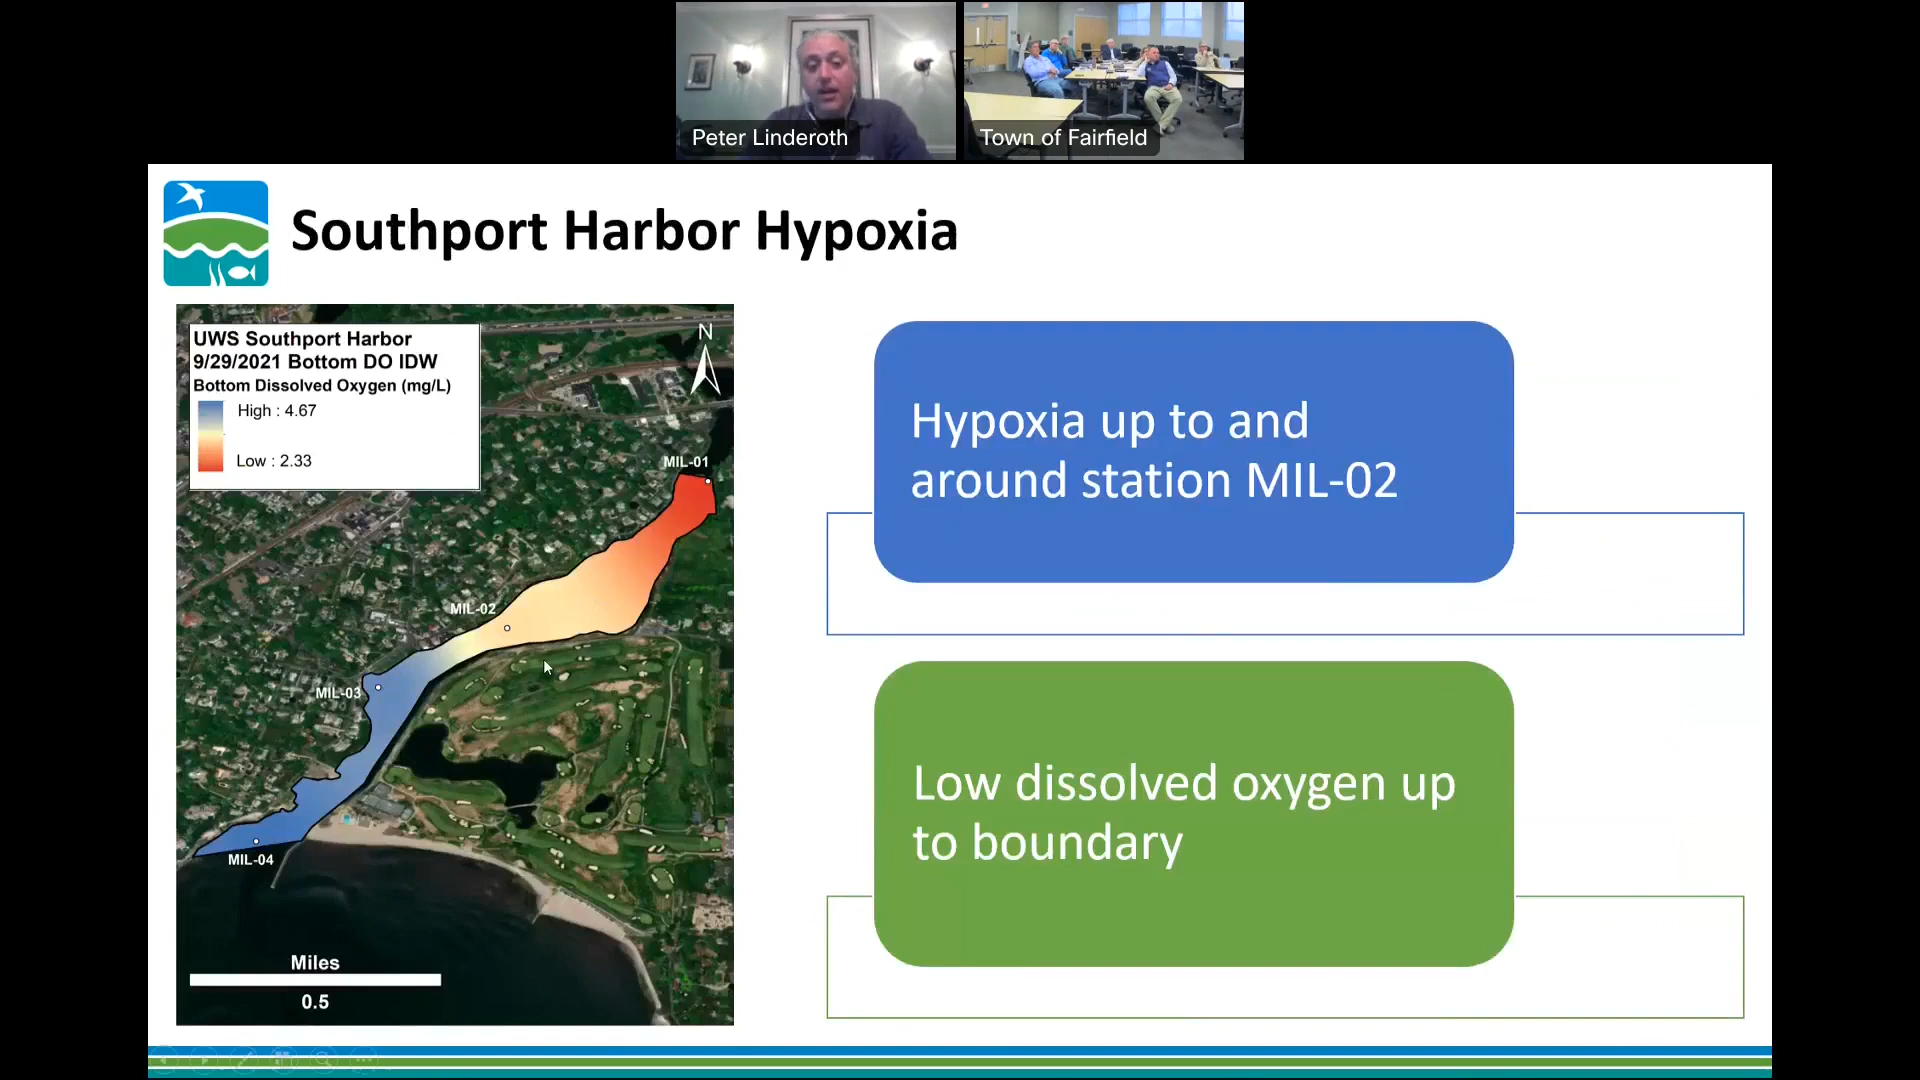 Peter Linderoth
Town of Fairfield
Southport Harbor Hypoxia
UWS Southport Harbor
9/29/2021 Bottom DO IDW
Bottom Dissolved Oxygen (mg/L)
High : 4.67
Low : 2.33
N
MIL-01
MIL-02
MIL-03
MIL-04
Miles
0.5
Hypoxia up to and
around station MIL-02
Low dissolved oxygen up
to boundary